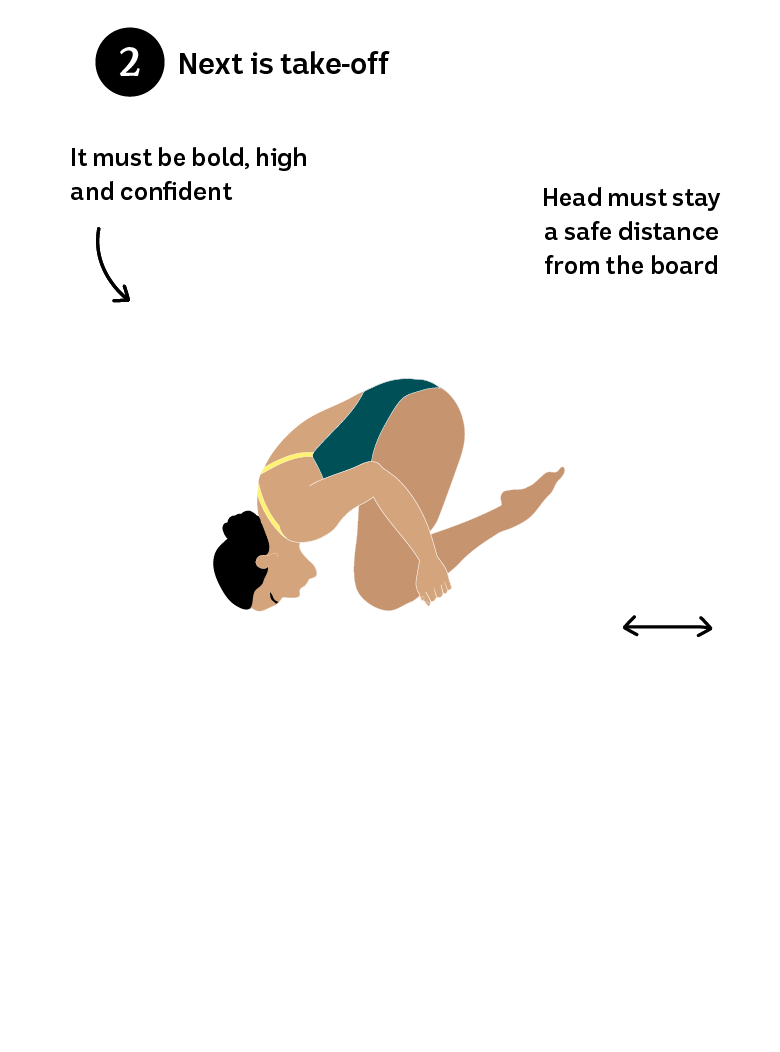 2 Next is take-off
It must be bold, high
and confident
Head must stay
a safe distance
from the board